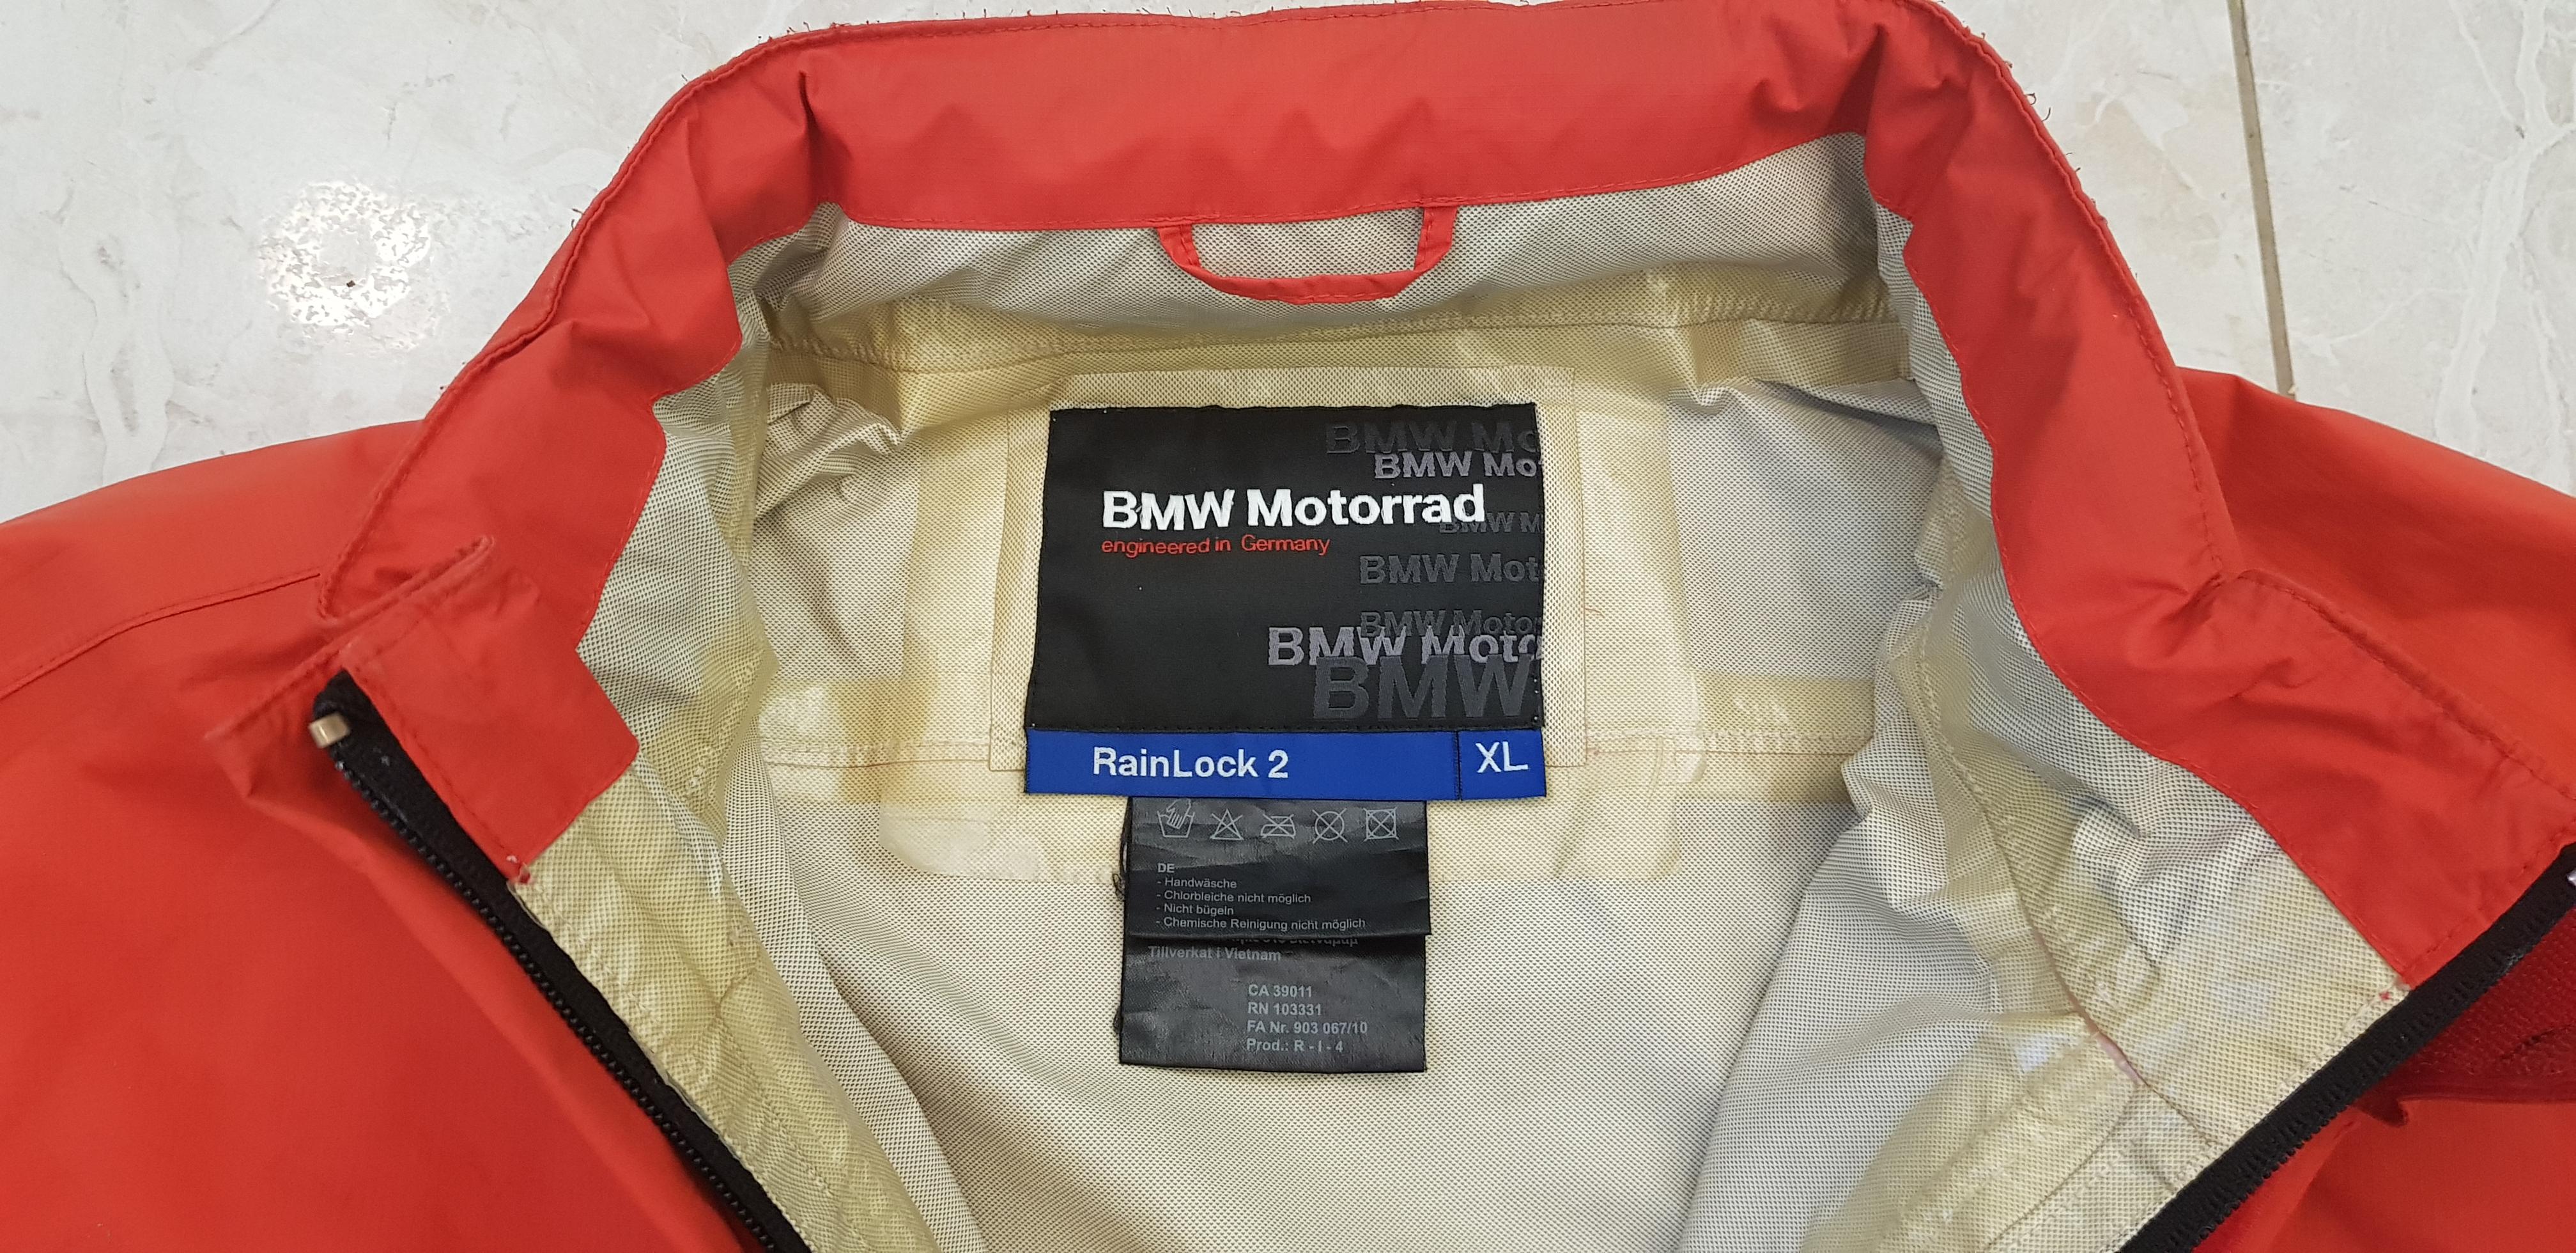 BMW Mo
BMW Mo
BMW Motorrad
BMW M
engineered in Germany
BMW Mot
BMW Motor
BMW Moto
BMW
RainLock 2 XL
DE
- Handwäsche
- Chlorbleiche nicht möglich
- Nicht bügeln
- Chemische Reinigung nicht möglich
Tillverkat i Vietnam
CA 39011
RN 103331
FA Nr. 903 067/10
Prod.: R - I - 4